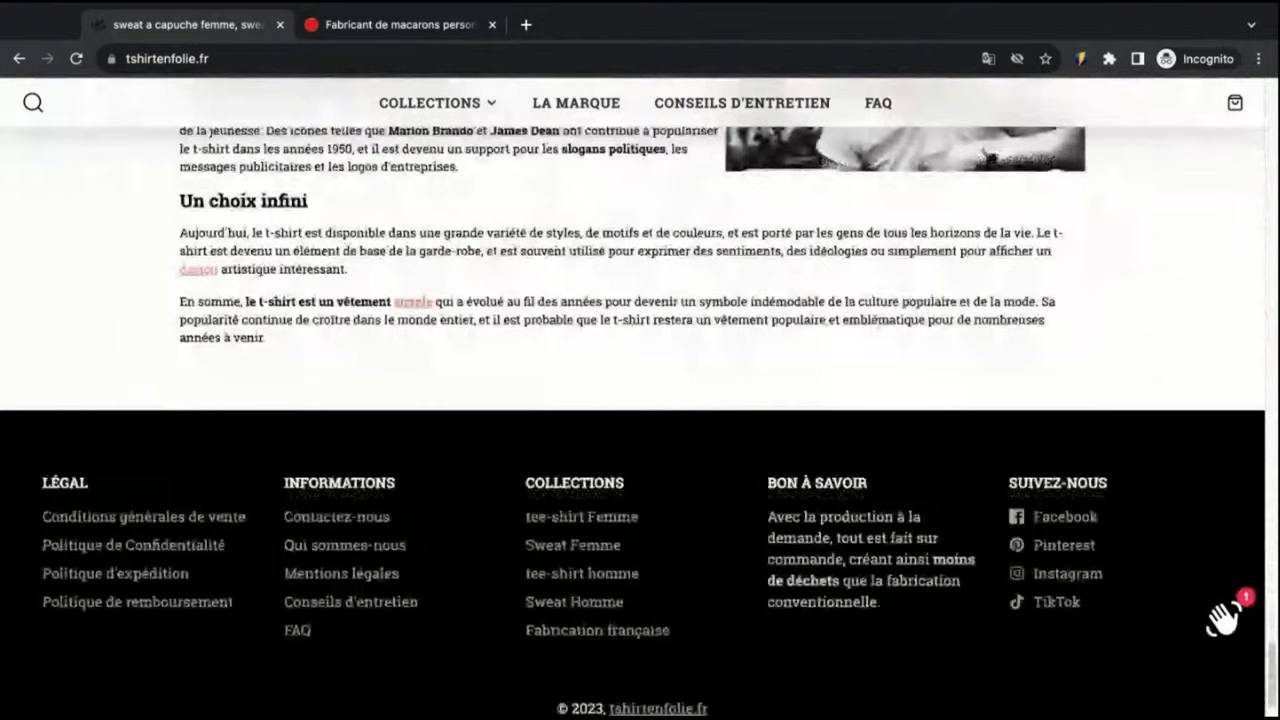 sweat a capuche femme, swe
Fabricant de macarons person
tshirtenfolie.fr
Incognito
COLLECTIONS
LA MARQUE
CONSEILS D'ENTRETIEN
FAQ
de la jeunesse. Des icônes telles que Marlon Brando et James Dean ont contribué à populariser
le t-shirt dans les années 1950, et il est devenu un support pour les slogans politiques, les
messages publicitaires et les logos d'entreprises.
Un choix infini
Aujourd'hui, le t-shirt est disponible dans une grande variété de styles, de motifs et de couleurs, et est porté par les gens de tous les horizons de la vie. Le t-
shirt est devenu un élément de base de la garde-robe, et est souvent utilisé pour exprimer des sentiments, des idéologies ou simplement pour afficher un
design artistique intéressant.
En somme, le t-shirt est un vêtement simple qui a évolué au fil des années pour devenir un symbole indémodable de la culture populaire et de la mode. Sa
popularité continue de croître dans le monde entier, et il est probable que le t-shirt restera un vêtement populaire et emblématique pour de nombreuses
années à venir.
LÉGAL
Conditions générales de vente
Politique de Confidentialité
Politique d'expédition
Politique de remboursement
INFORMATIONS
Contactez-nous
Qui sommes-nous
Mentions légales
Conseils d'entretien
FAQ
COLLECTIONS
tee-shirt Femme
Sweat Femme
tee-shirt homme
Sweat Homme
Fabrication française
BON À SAVOIR
Avec la production à la
demande, tout est fait sur
commande, créant ainsi moins
de déchets que la fabrication
conventionnelle.
SUIVEZ-NOUS
Facebook
Pinterest
Instagram
TikTok
1
© 2023, tshirtenfolie.fr